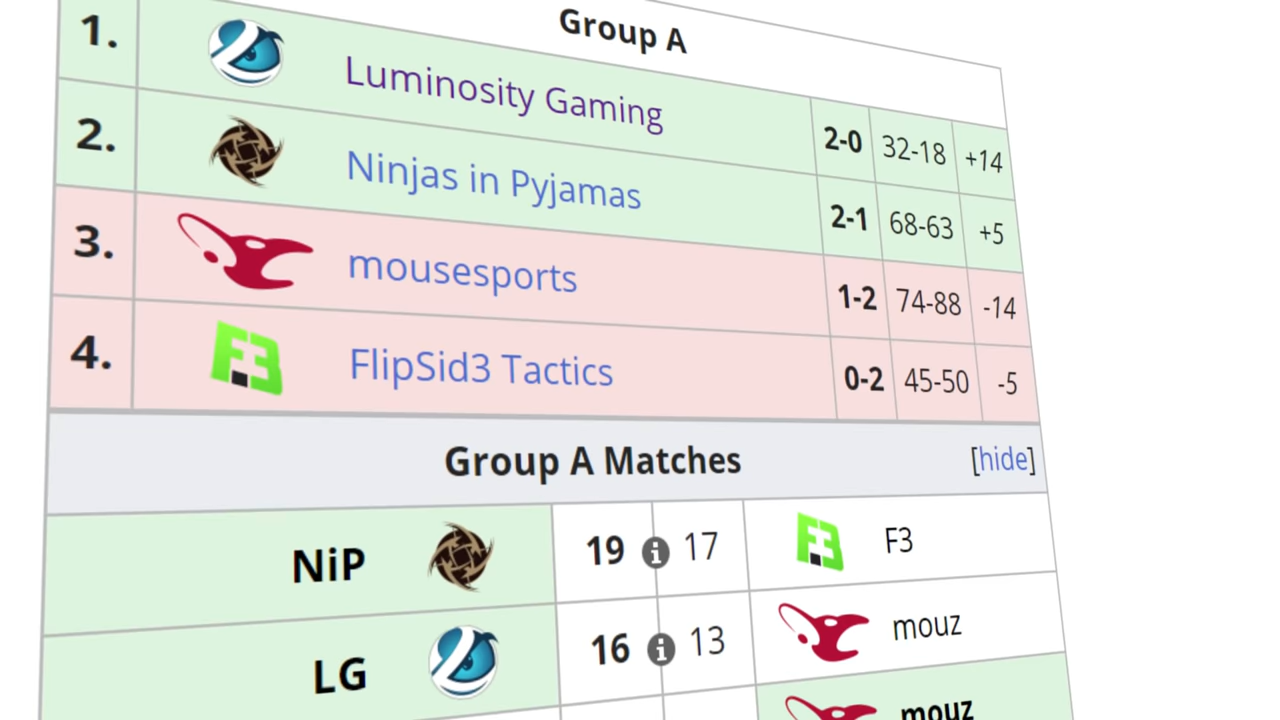 Group A
1. Luminosity Gaming 2-0 32-18 +14
2. Ninjas in Pyjamas 2-1 68-63 +5
3. mousesports 1-2 74-88 -14
4. F3 FlipSid3 Tactics 0-2 45-50 -5
Group A Matches [hide]
NiP 19 i 17 F3 F3
LG 16 i 13 mouz
mouz